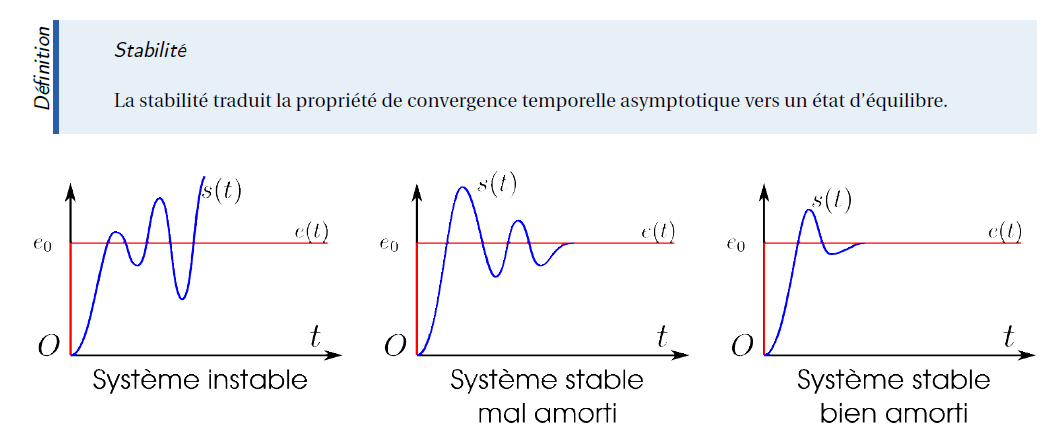 Définition
Stabilité
La stabilité traduit la propriété de convergence temporelle asymptotique vers un état d'équilibre.
s(t)
e(t)
e₀
O
t
Système instable
s(t)
e(t)
e₀
O
t
Système stable
mal amorti
s(t)
e(t)
e₀
O
t
Système stable
bien amorti